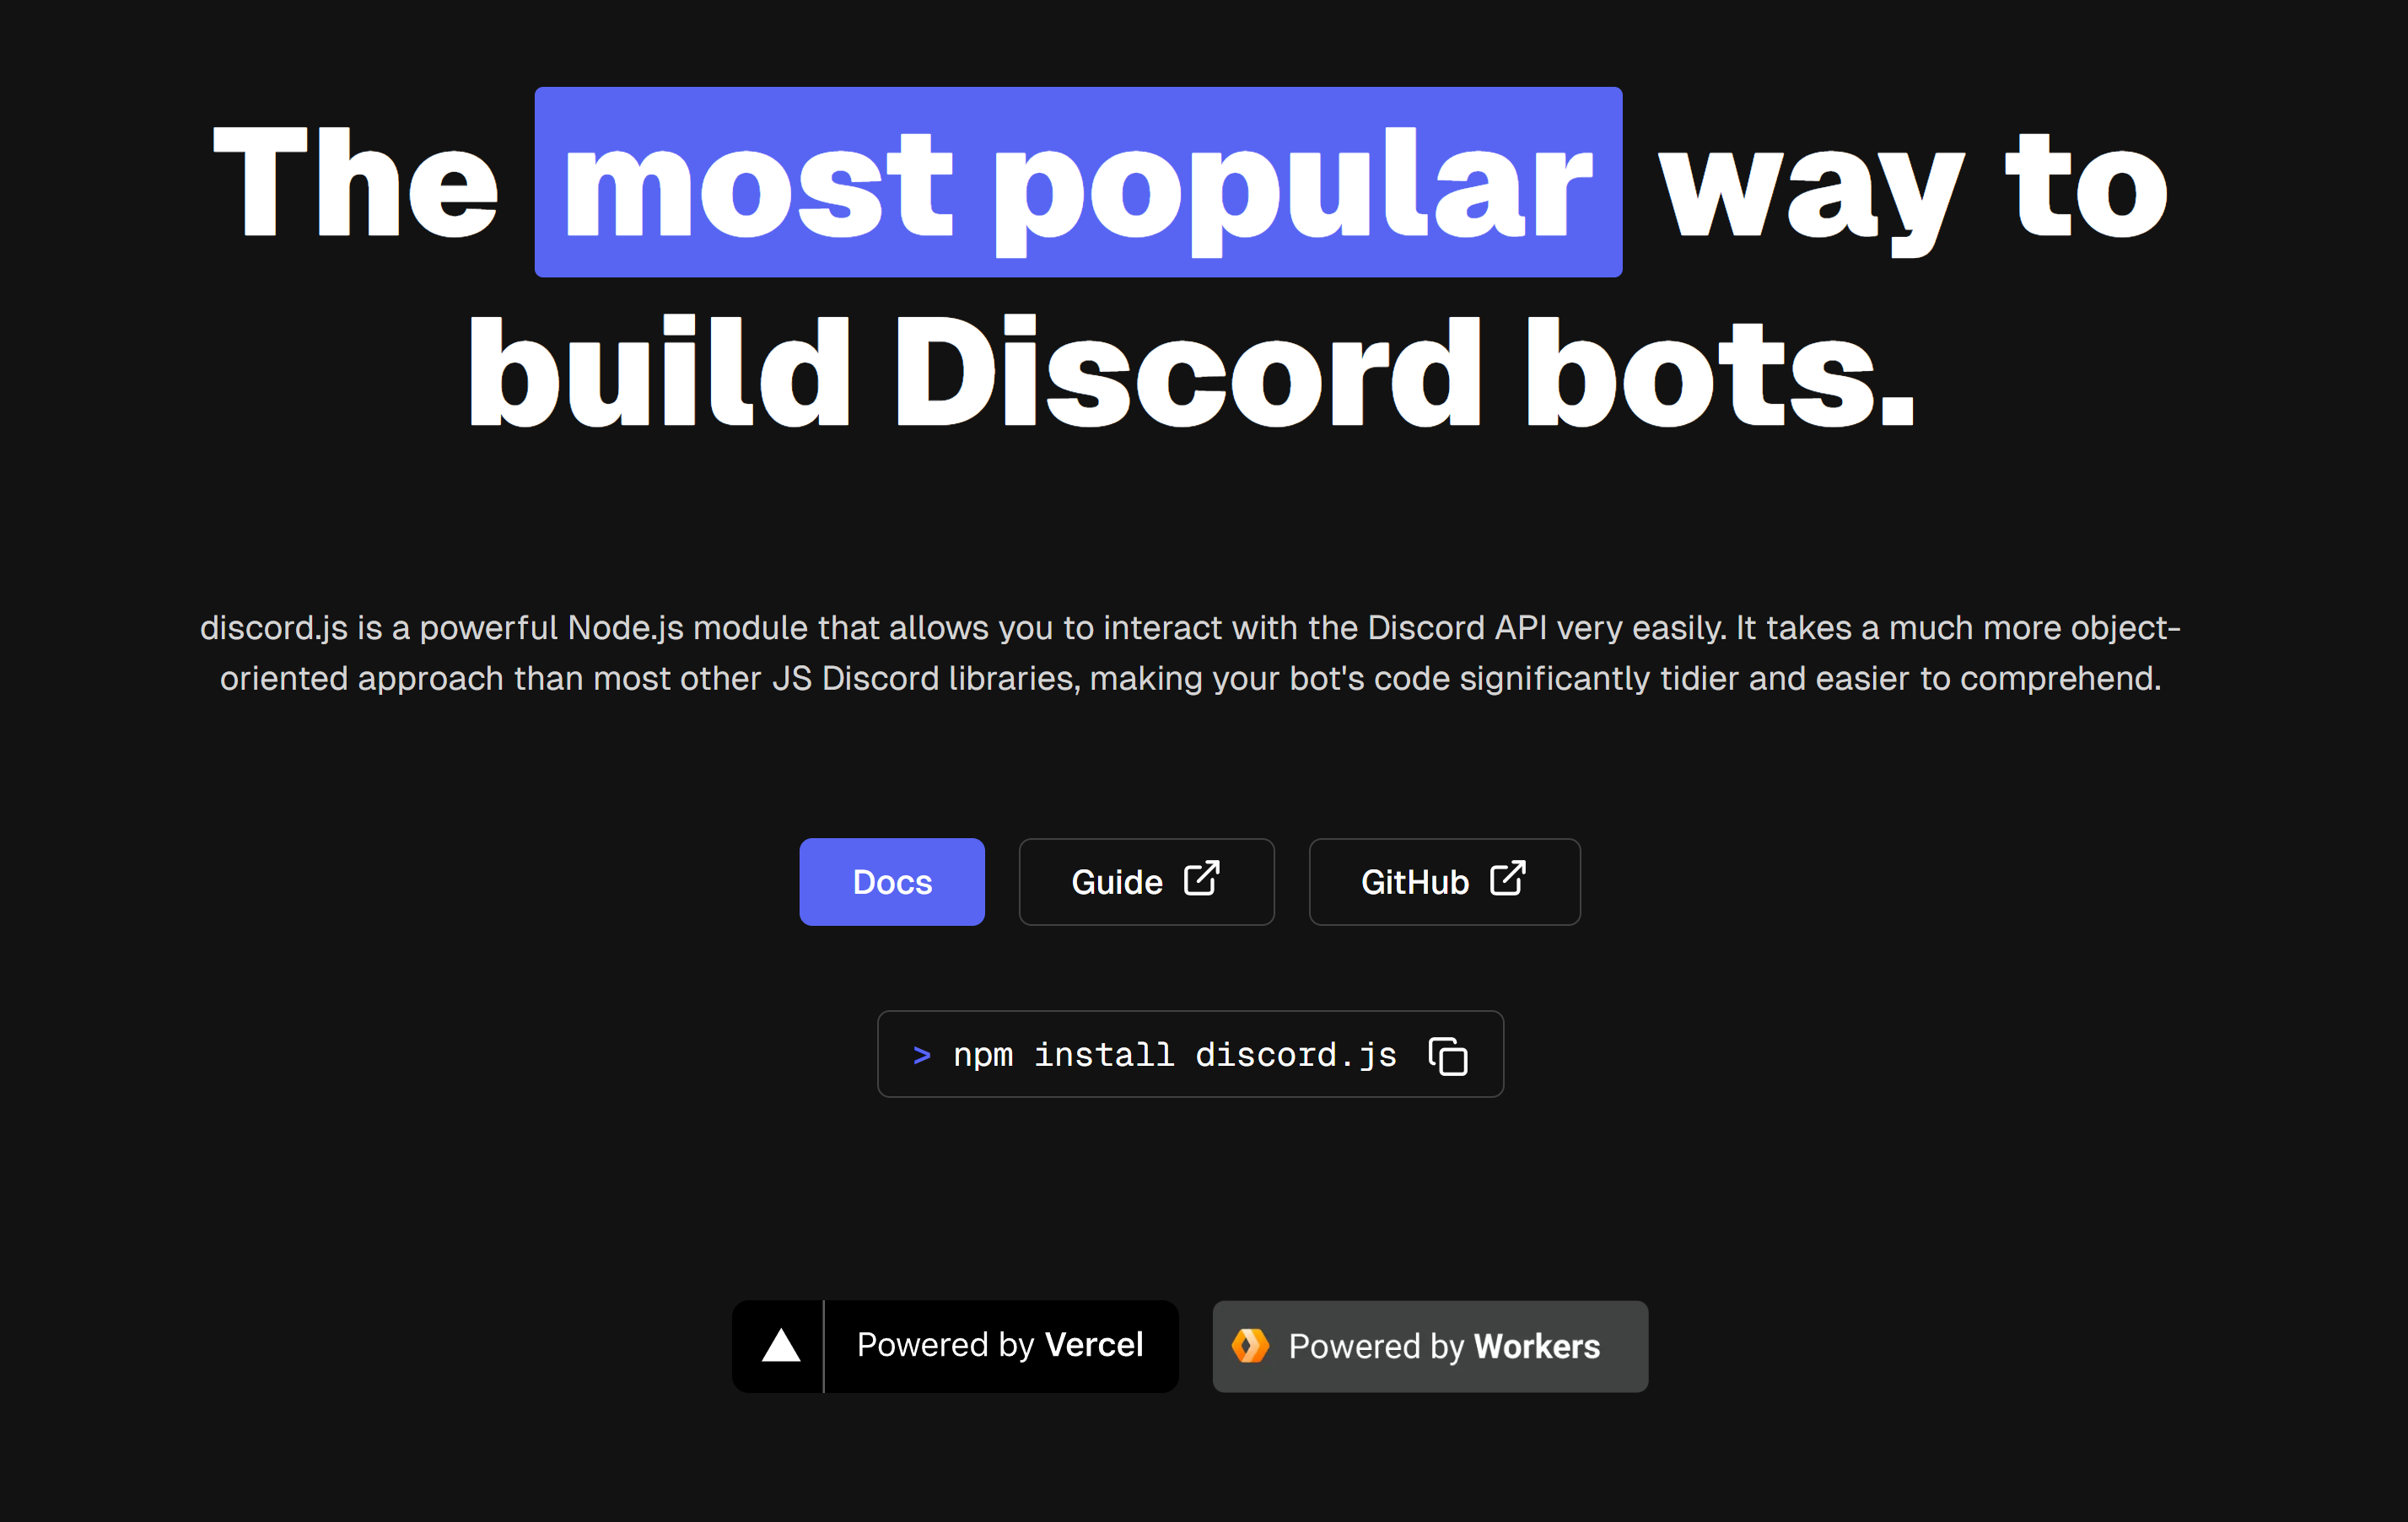 The most popular way to
build Discord bots.
discord.js is a powerful Node.js module that allows you to interact with the Discord API very easily. It takes a much more object-
oriented approach than most other JS Discord libraries, making your bot's code significantly tidier and easier to comprehend.
Docs Guide GitHub
> npm install discord.js
Powered by Vercel Powered by Workers